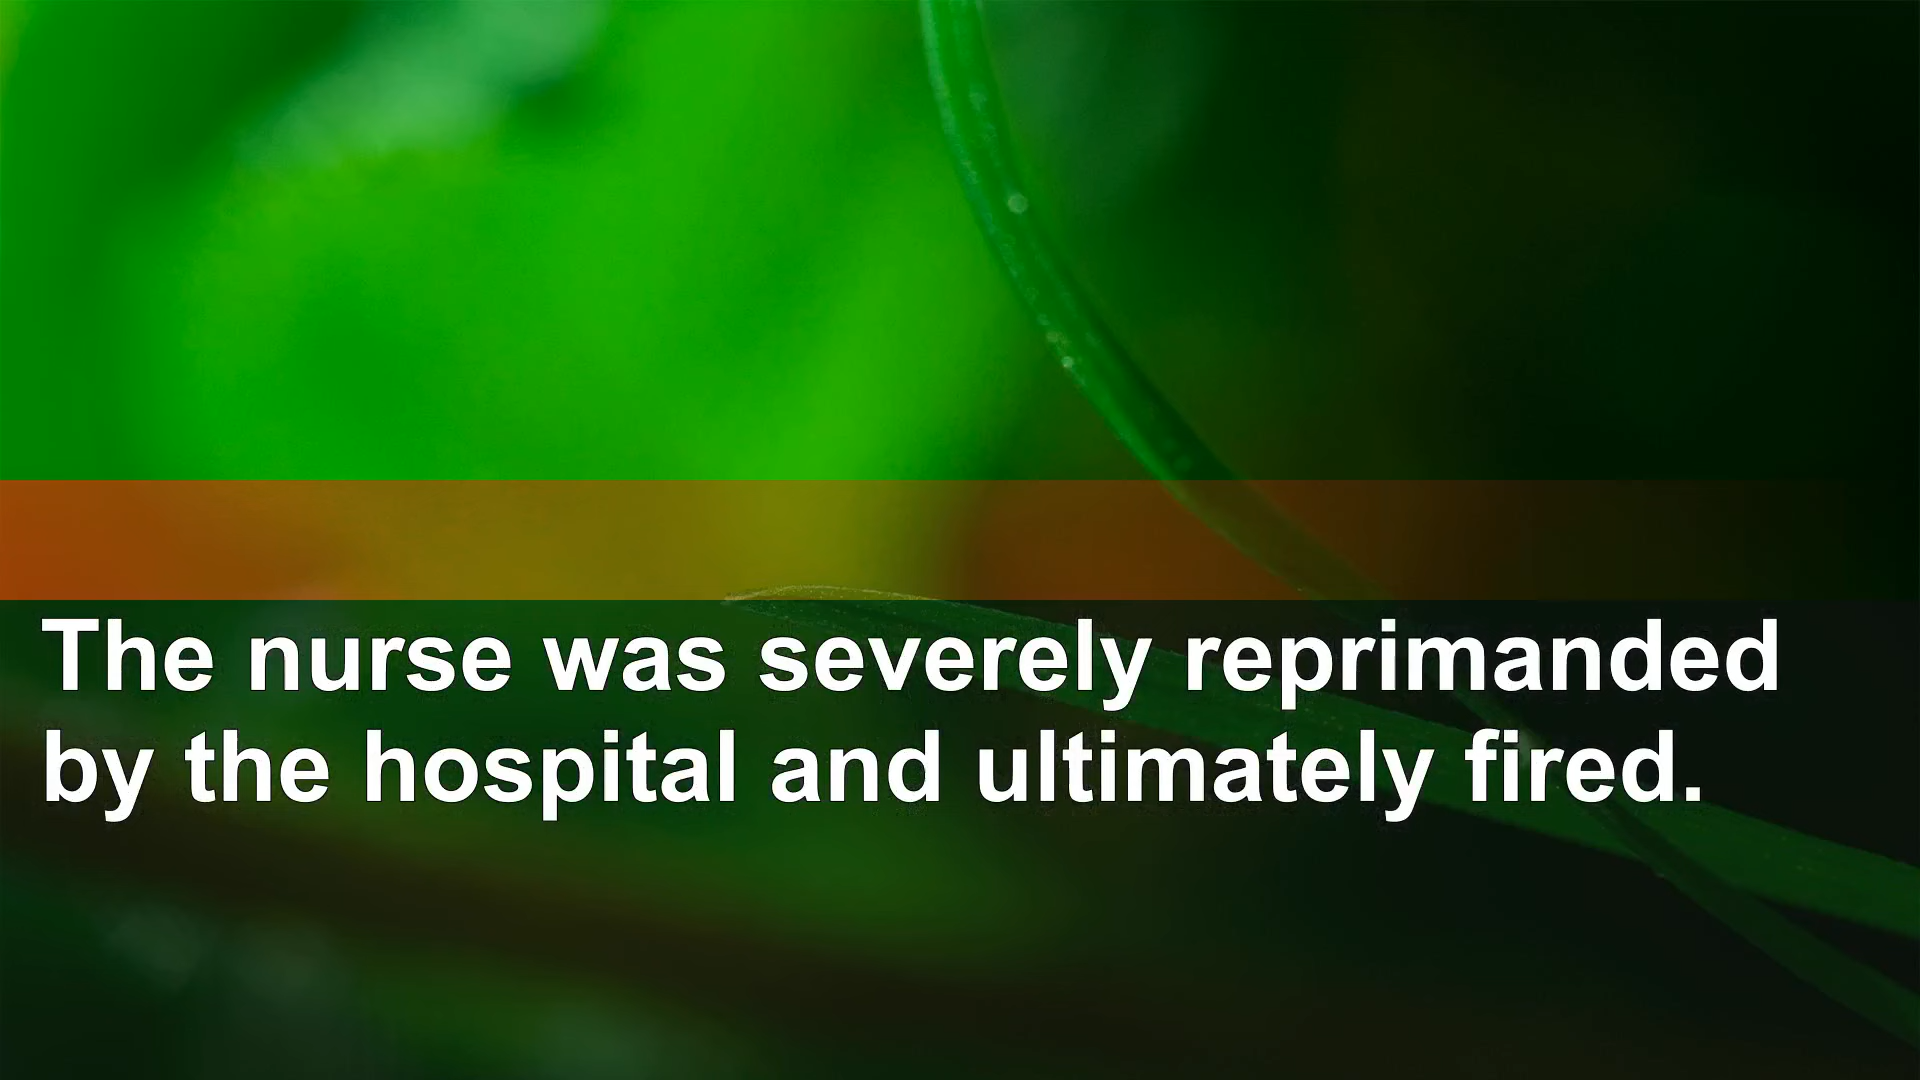 The nurse was severely reprimanded
by the hospital and ultimately fired.